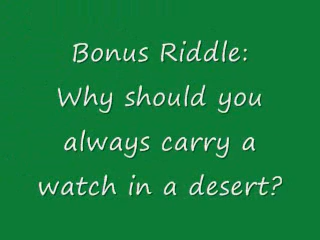 Bonus Riddle:
Why should you
always carry a
watch in a desert?